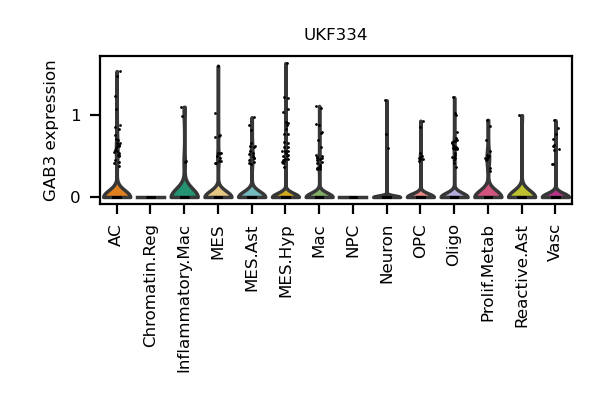 UKF334
GAB3 expression
1
0
AC
Chromatin.Reg
Inflammatory.Mac
MES
MES.Ast
MES.Hyp
Mac
NPC
Neuron
OPC
Oligo
Prolif.Metab
Reactive.Ast
Vasc